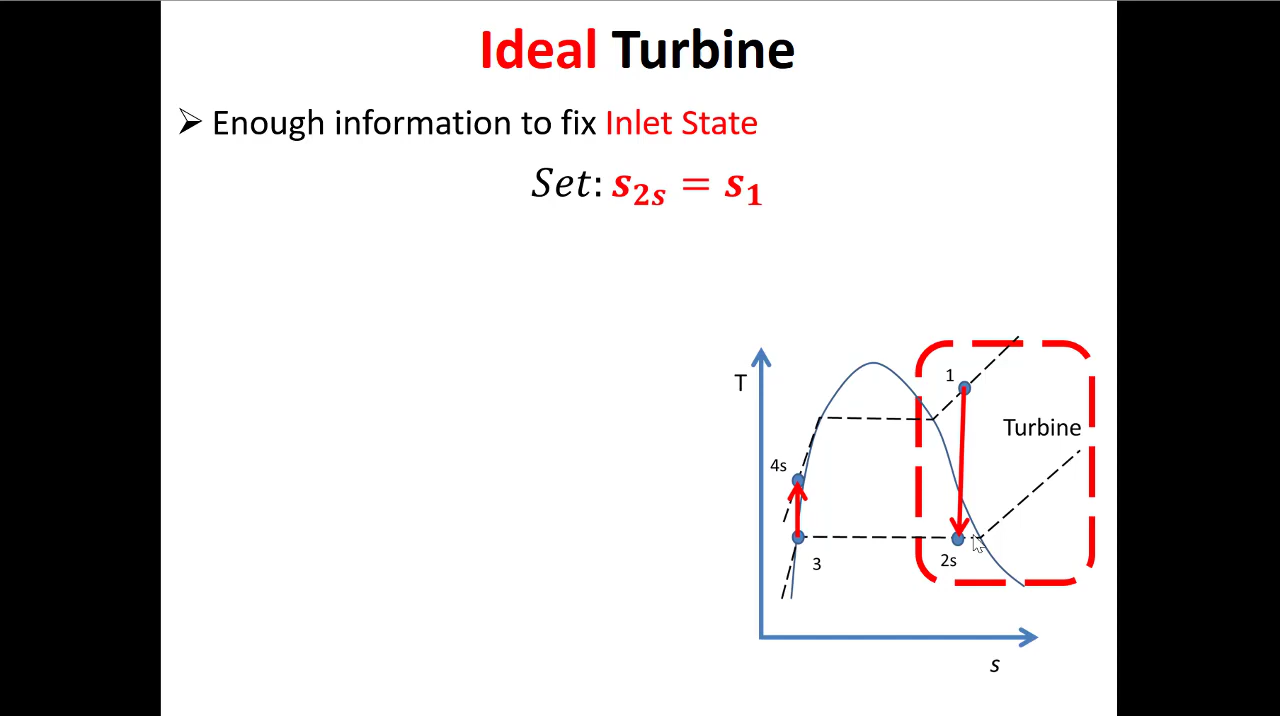 Ideal Turbine
➢ Enough information to fix Inlet State
Set: s₂ₛ = s₁
T
1
Turbine
4s
3
2s
s